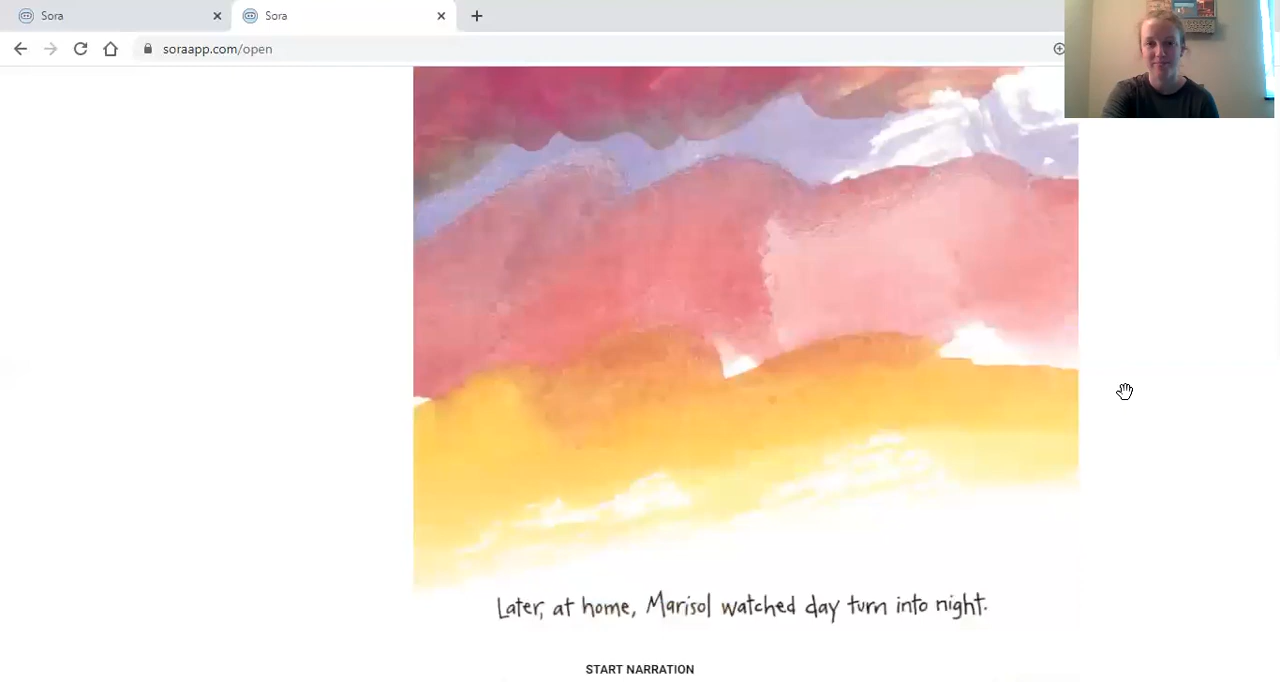 Sora
Sora
soraapp.com/open
Later, at home, Marisol watched day turn into night.
START NARRATION